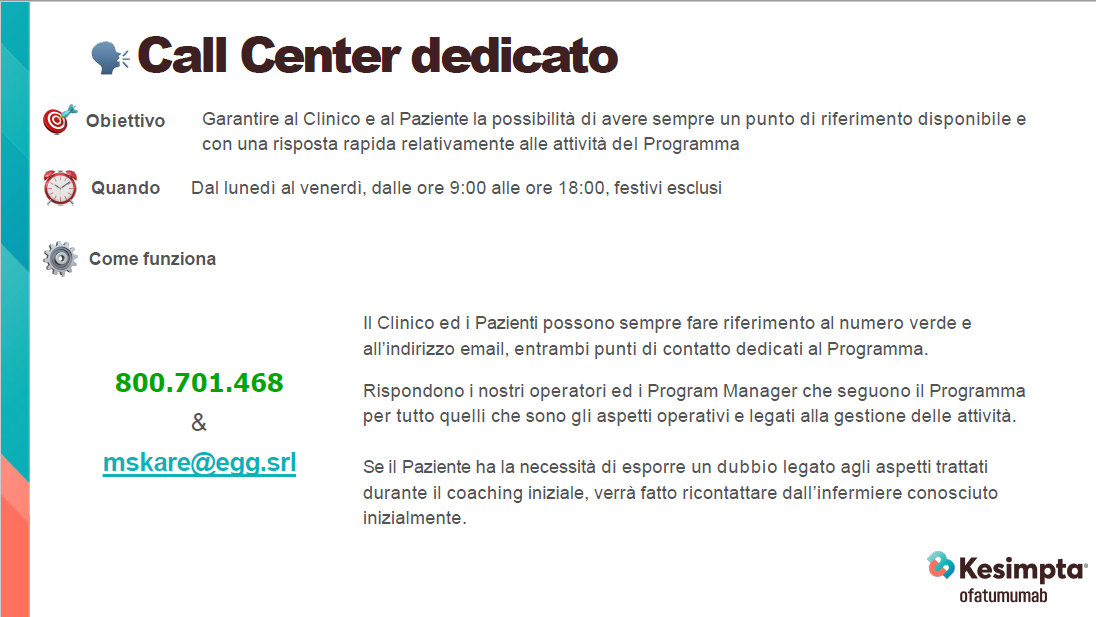 Call Center dedicato
Obiettivo
Garantire al Clinico e al Paziente la possibilità di avere sempre un punto di riferimento disponibile e
con una risposta rapida relativamente alle attività del Programma
Quando
Dal lunedì al venerdì, dalle ore 9:00 alle ore 18:00, festivi esclusi
Come funziona
800.701.468
&
mskare@egg.srl
Il Clinico ed i Pazienti possono sempre fare riferimento al numero verde e
all’indirizzo email, entrambi punti di contatto dedicati al Programma.
Rispondono i nostri operatori ed i Program Manager che seguono il Programma
per tutto quelli che sono gli aspetti operativi e legati alla gestione delle attività.
Se il Paziente ha la necessità di esporre un dubbio legato agli aspetti trattati
durante il coaching iniziale, verrà fatto ricontattare dall’infermiere conosciuto
inizialmente.
Kesimpta®
ofatumumab